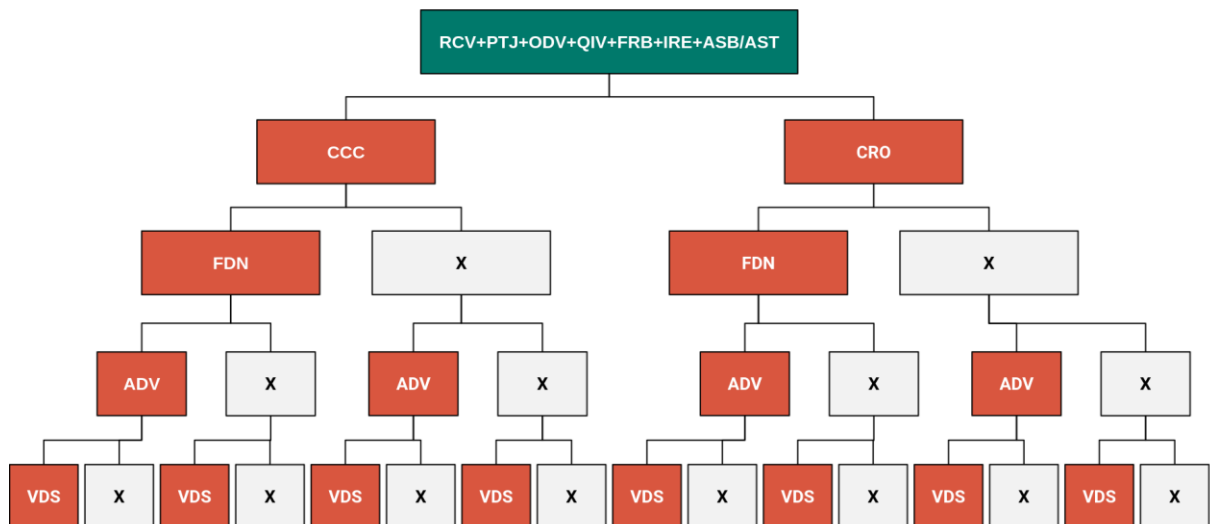 RCV+PTJ+ODV+QIV+FRB+IRE+ASB/AST
CCC CRO
FDN X FDN X
ADV X ADV X ADV X ADV X
VDS X VDS X VDS X VDS X VDS X VDS X VDS X VDS X